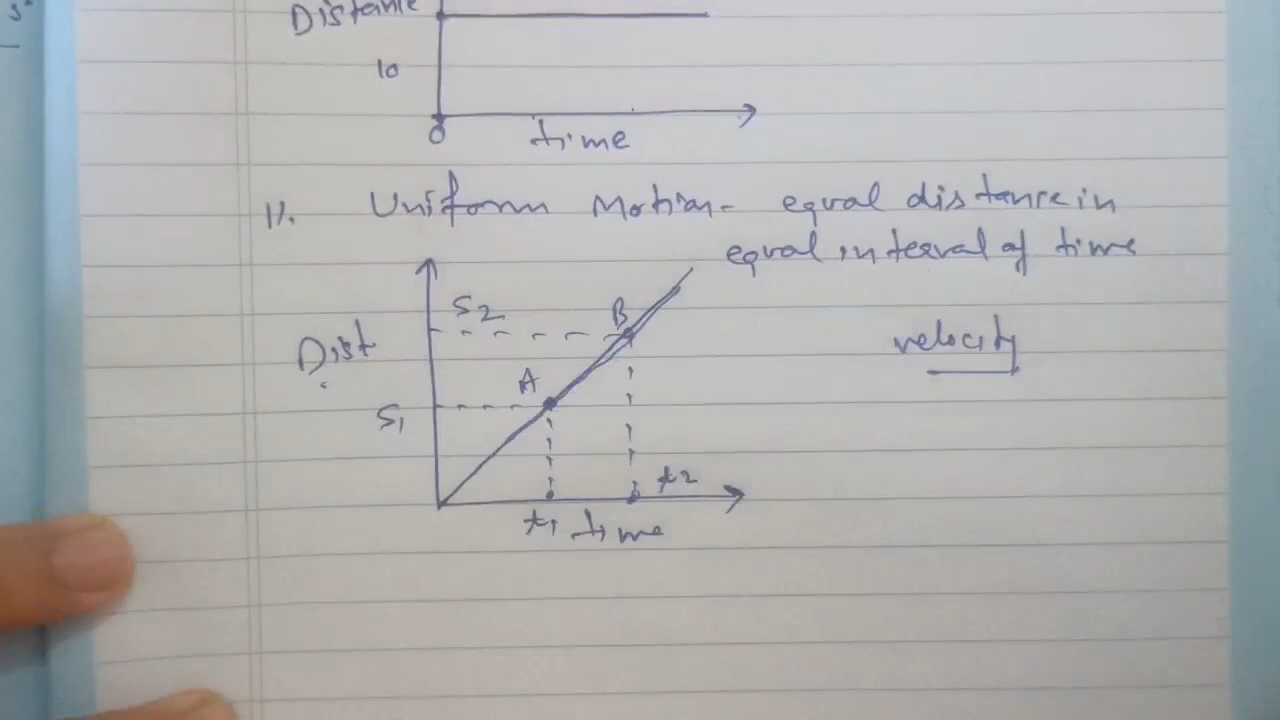 Distance
10
0
time
11. Uniform Motion- equal distance in
equal interval of time
S2
B
Dist
velocity
A
S1
t2
t1 time